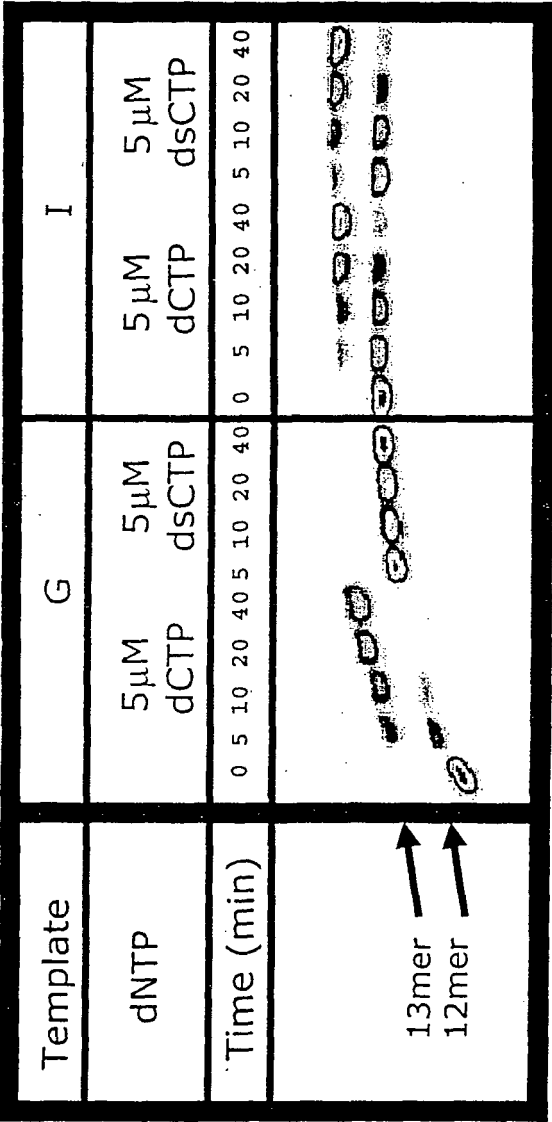 Template G I
dNTP 5μM dCTP 5μM dsCTP 5μM dCTP 5μM dsCTP
Time (min) 0 5 10 20 40 5 10 20 40 0 5 10 20 40 5 10 20 40
13mer
12mer